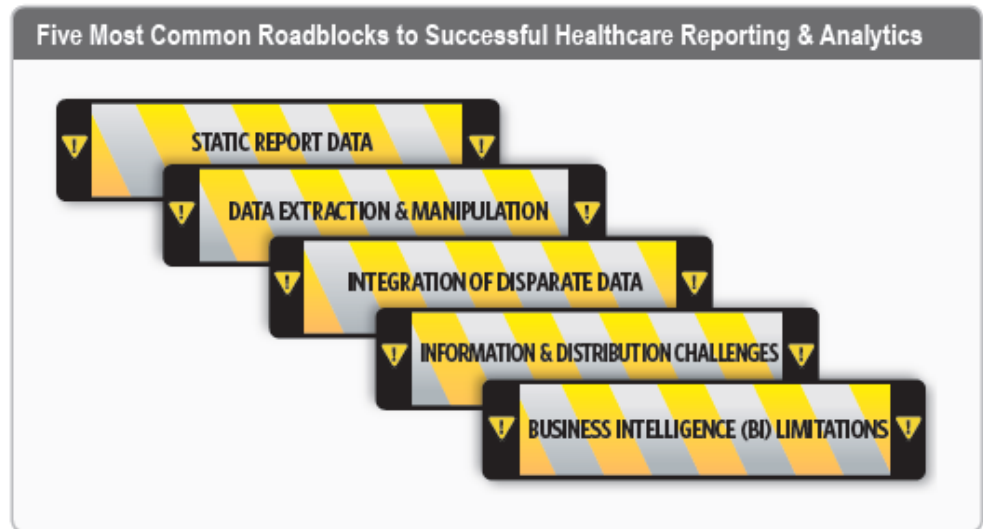 Five Most Common Roadblocks to Successful Healthcare Reporting & Analytics
STATIC REPORT DATA
DATA EXTRACTION & MANIPULATION
INTEGRATION OF DISPARATE DATA
INFORMATION & DISTRIBUTION CHALLENGES
BUSINESS INTELLIGENCE (BI) LIMITATIONS